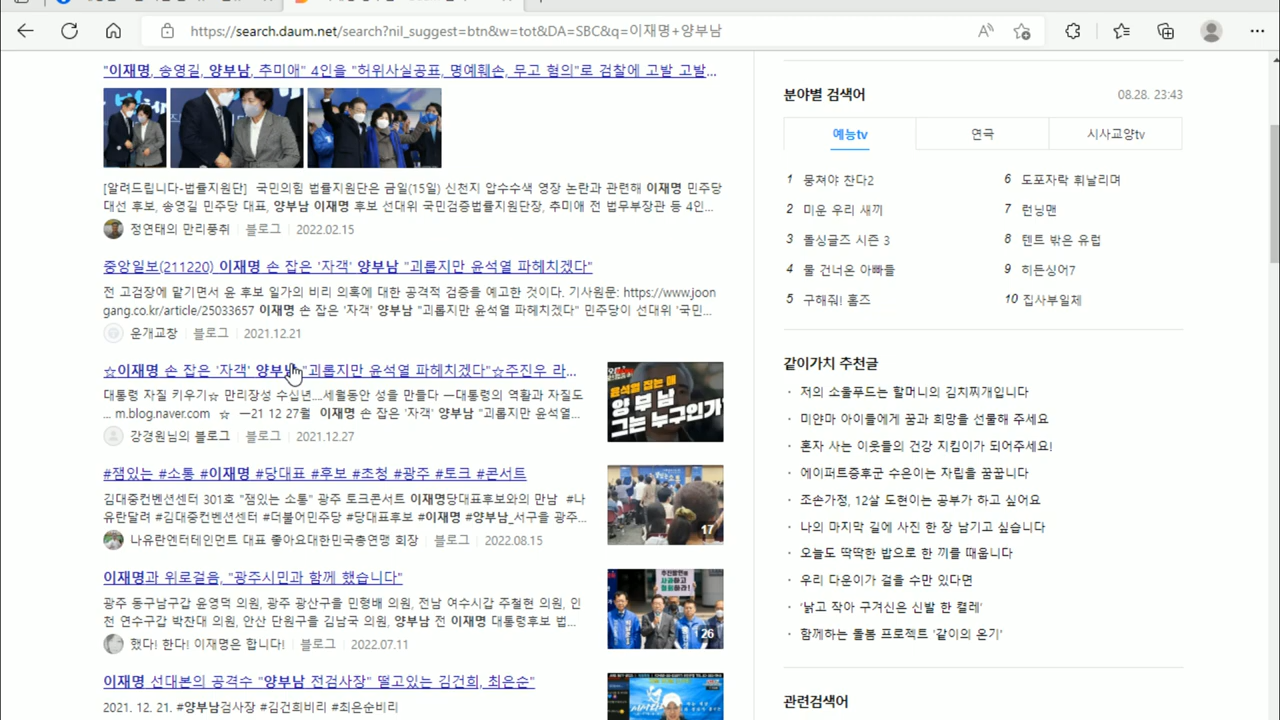 https://search.daum.net/search?nil_suggest=btn&w=tot&DA=SBC&q=이재명+양부남
"이재명, 송영길, 양부남, 추미애" 4인을 "허위사실공표, 명예훼손, 무고 혐의"로 검찰에 고발 고발...
[알려드립니다-법률지원단] 국민의힘 법률지원단은 금일(15일) 신천지 압수수색 영장 논란과 관련해 이재명 민주당
대선 후보, 송영길 민주당 대표, 양부남 이재명 후보 선대위 국민검증법률지원단장, 추미애 전 법무부장관 등 4인...
정연태의 만리풍취 블로그 2022.02.15
중앙일보(211220) 이재명 손 잡은 '자객' 양부남 "괴롭지만 윤석열 파헤치겠다"
전 고검장에 맡기면서 윤 후보 일가의 비리 의혹에 대한 공격적 검증을 예고한 것이다. 기사원문: https://www.joon
gang.co.kr/article/25033657 이재명 손 잡은 '자객' 양부남 "괴롭지만 윤석열 파헤치겠다" 민주당이 선대위 '국민...
운개교창 블로그 2021.12.21
☆이재명 손 잡은 '자객' 양부남 "괴롭지만 윤석열 파헤치겠다"☆주진우 라...
대통령 자질 키우기☆ 만리장성 수십년....세월동안 성을 만들다 ―대통령의 역활과 자질도
... m.blog.naver.com ☆ ―21 12 27월 이재명 손 잡은 '자객' 양부남 "괴롭지만 윤석열...
강경원님의 블로그 블로그 2021.12.27
윤석열 잡는 매
양부남
그는 누구인가
#잼있는 #소통 #이재명 #당대표 #후보 #초청 #광주 #토크 #콘서트
김대중컨벤션센터 301호 "잼있는 소통" 광주 토크콘서트 이재명당대표후보와의 만남 #나
유란달려 #김대중컨벤션센터 #더불어민주당 #당대표후보 #이재명 #양부남_서구을 광주...
나유란엔터테인먼트 대표 좋아요대한민국총연맹 회장 블로그 2022.08.15
17
이재명과 위로걸음, "광주시민과 함께 했습니다"
광주 동구남구갑 윤영덕 의원, 광주 광산구을 민형배 의원, 전남 여수시갑 주철현 의원, 인
천 연수구갑 박찬대 의원, 안산 단원구을 김남국 의원, 양부남 전 이재명 대통령후보 법...
했다! 한다! 이재명은 합니다! 블로그 2022.07.11
26
이재명 선대본의 공격수 "양부남 전검사장" 떨고있는 김건희, 최은순"
2021. 12. 21. #양부남검사장 #김건희비리 #최은순비리
분야별 검색어 08.28. 23:43
예능tv 연극 시사교양tv
1 뭉쳐야 찬다2
2 미운 우리 새끼
3 돌싱글즈 시즌 3
4 물 건너온 아빠들
5 구해줘! 홈즈
6 도포자락 휘날리며
7 런닝맨
8 텐트 밖은 유럽
9 히든싱어7
10 집사부일체
같이가치 추천글
· 저의 소울푸드는 할머니의 김치찌개입니다
· 미얀마 아이들에게 꿈과 희망을 선물해 주세요
· 혼자 사는 이웃들의 건강 지킴이가 되어주세요!
· 에이퍼트증후군 수은이는 자립을 꿈꿉니다
· 조손가정, 12살 도현이는 공부가 하고 싶어요
· 나의 마지막 길에 사진 한 장 남기고 싶습니다
· 오늘도 딱딱한 밥으로 한 끼를 때웁니다
· 우리 다운이가 걸을 수만 있다면
· '낡고 작아 구겨신은 신발 한 켤레'
· 함께하는 돌봄 프로젝트 '같이의 온기'
관련검색어